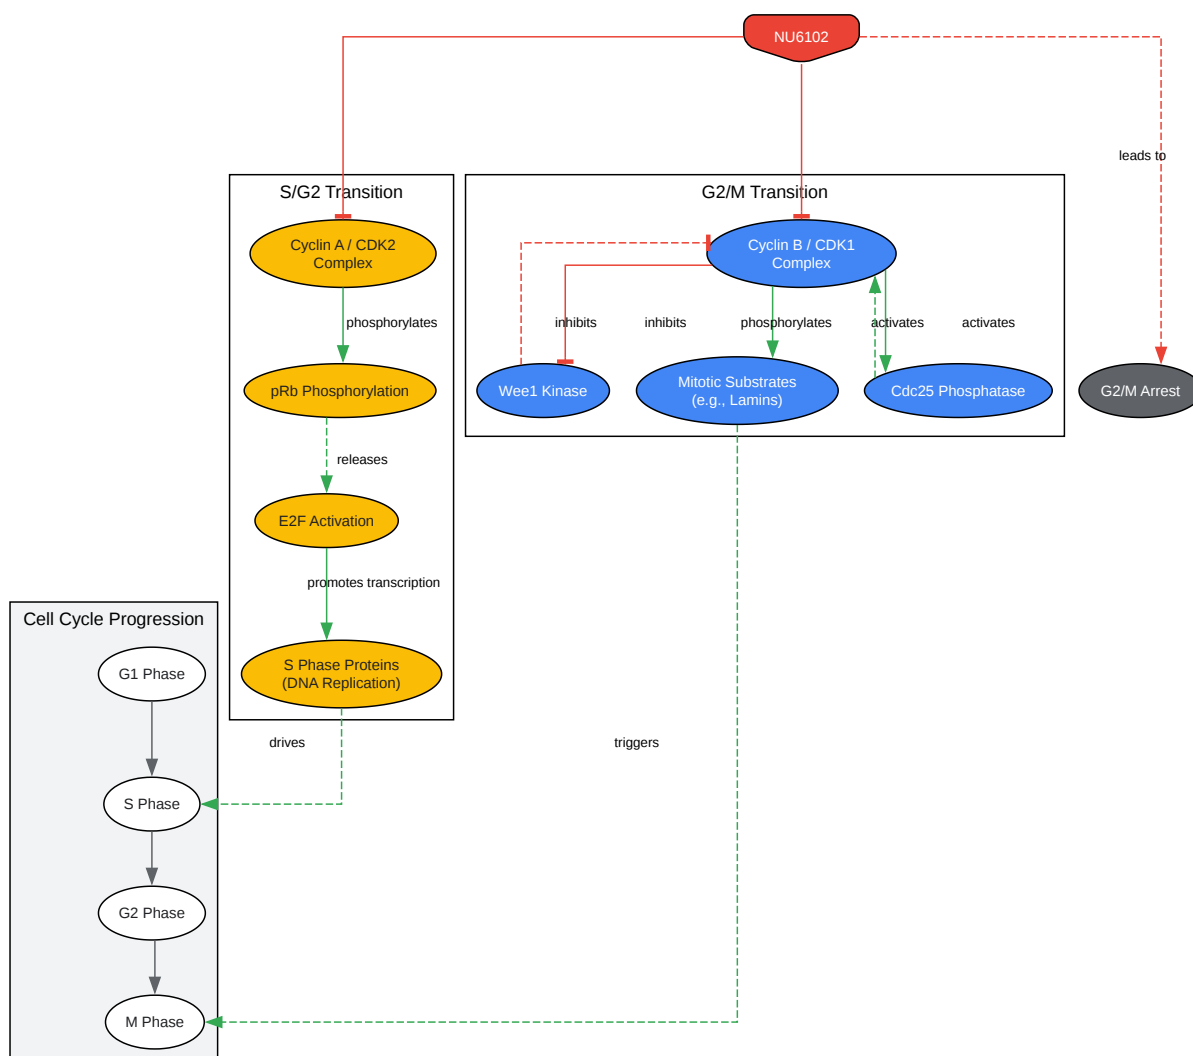 NU6102
leads to
S/G2 Transition
G2/M Transition
Cyclin A / CDK2
Complex
Cyclin B / CDK1
Complex
phosphorylates
inhibits
inhibits
phosphorylates
activates
activates
pRb Phosphorylation
Wee1 Kinase
Mitotic Substrates
(e.g., Lamins)
Cdc25 Phosphatase
G2/M Arrest
releases
E2F Activation
promotes transcription
Cell Cycle Progression
S Phase Proteins
(DNA Replication)
G1 Phase
drives
triggers
S Phase
G2 Phase
M Phase